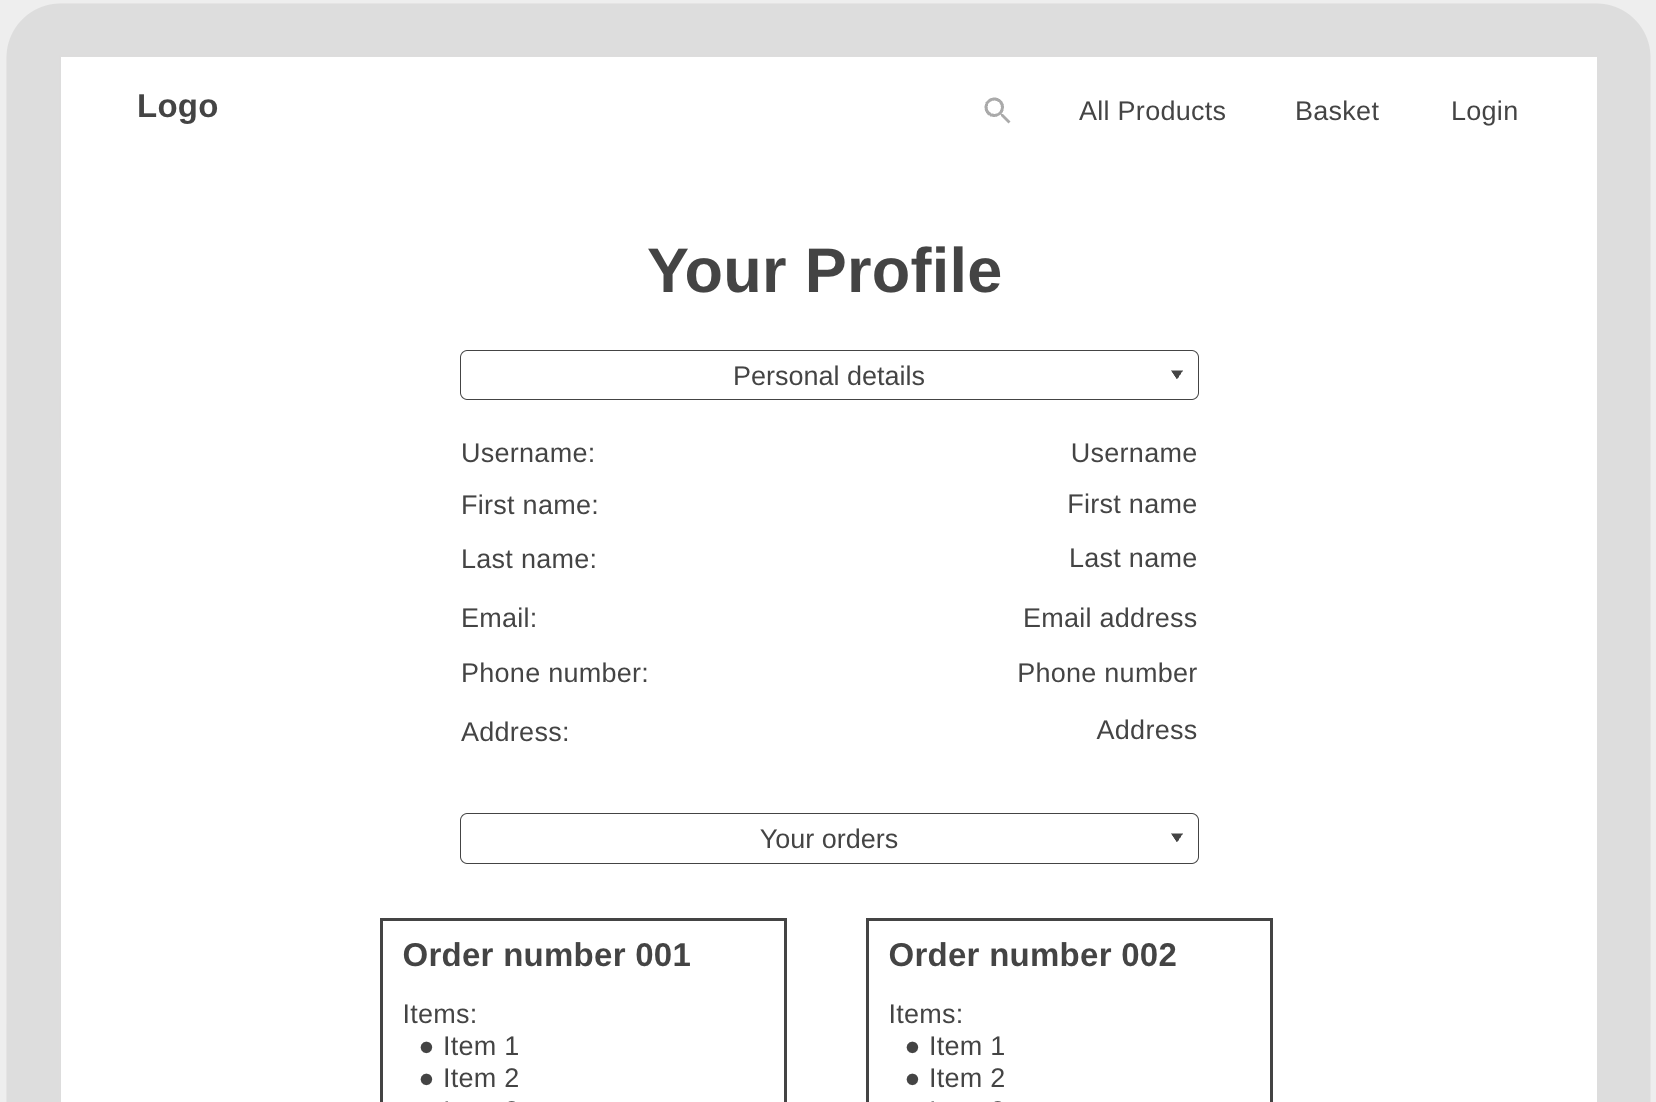 Logo
All Products Basket Login
Your Profile
Personal details
Username: Username
First name: First name
Last name: Last name
Email: Email address
Phone number: Phone number
Address: Address
Your orders
Order number 001
Items:
● Item 1
● Item 2
Order number 002
Items:
● Item 1
● Item 2